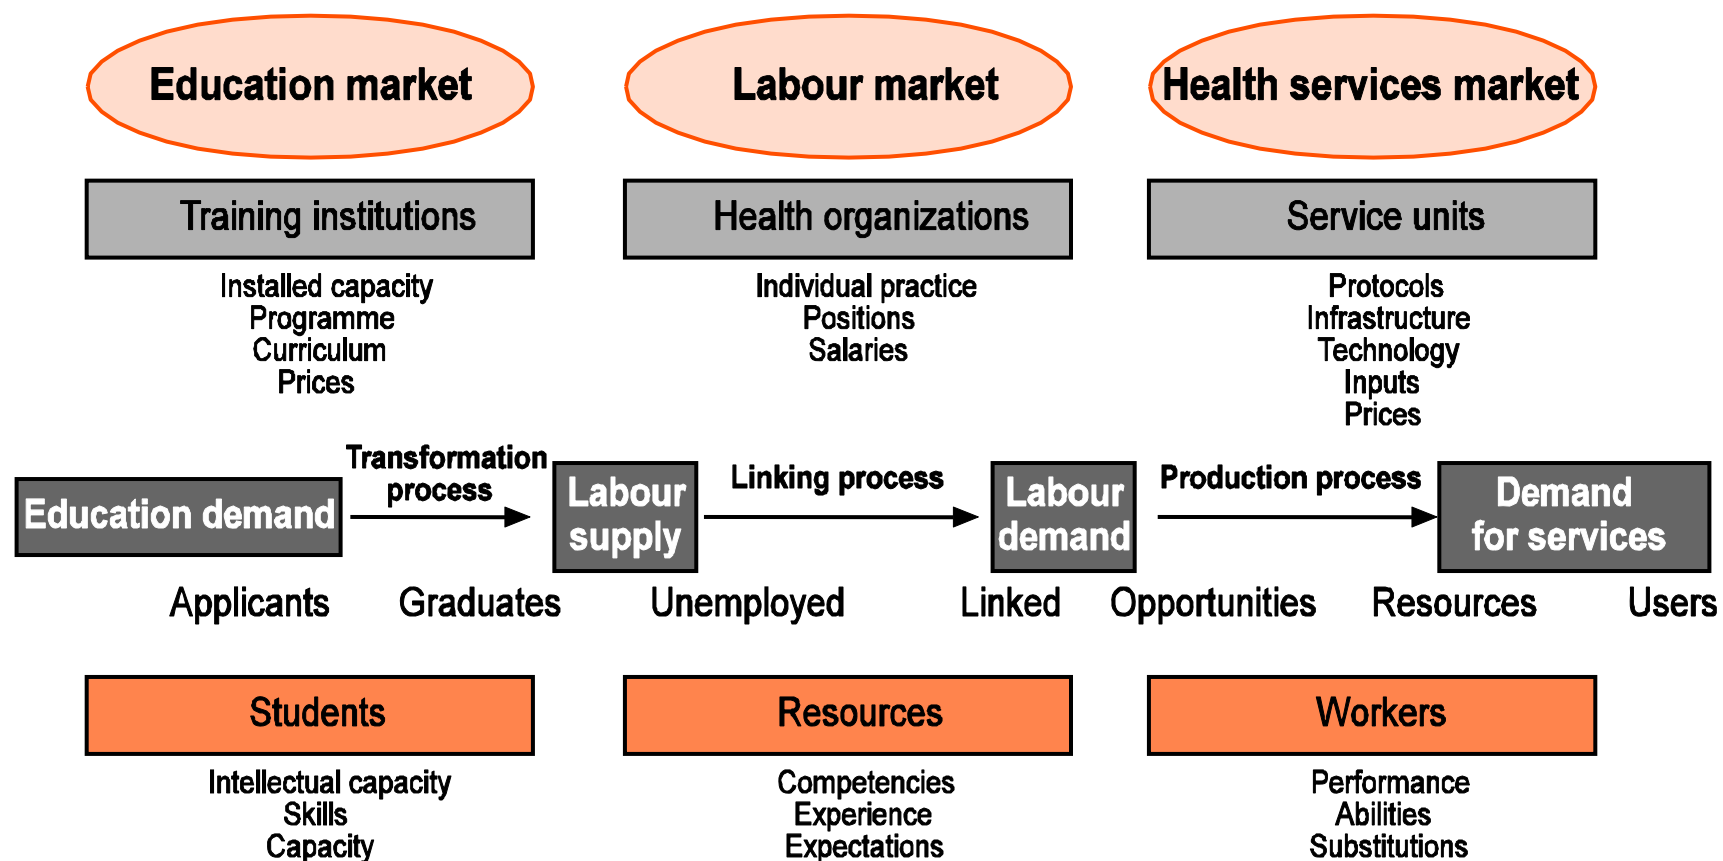 Education market
Labour market
Health services market
Training institutions
Health organizations
Service units
Installed capacity
Programme
Curriculum
Prices
Individual practice
Positions
Salaries
Protocols
Infrastructure
Technology
Inputs
Prices
Education demand
Transformation
process
Labour
supply
Linking process
Labour
demand
Production process
Demand
for services
Applicants
Graduates
Unemployed
Linked
Opportunities
Resources
Users
Students
Resources
Workers
Intellectual capacity
Skills
Capacity
Competencies
Experience
Expectations
Performance
Abilities
Substitutions